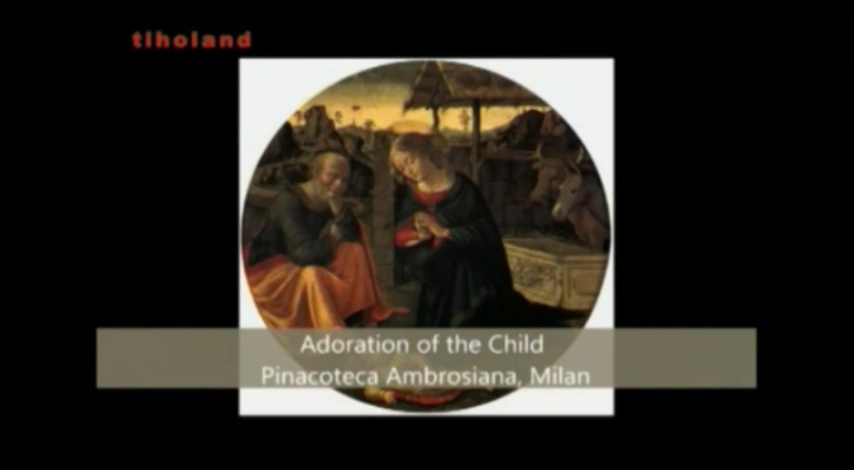 tiholand
Adoration of the Child
Pinacoteca Ambrosiana, Milan